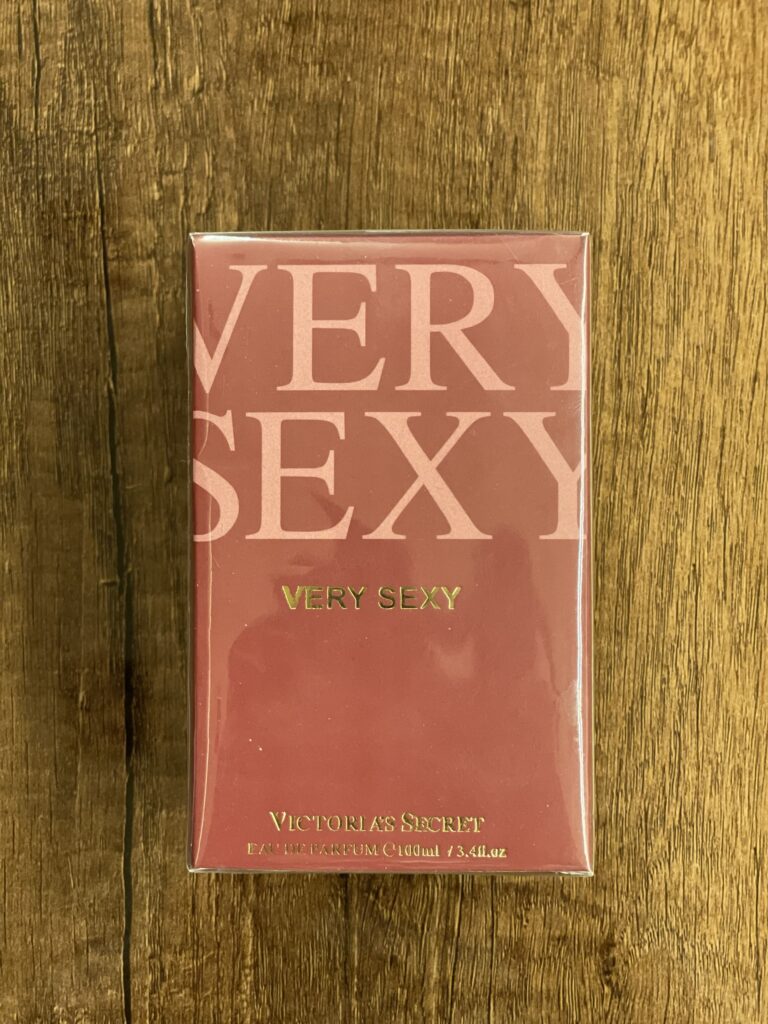 VERY
SEXY
VERY SEXY
VICTORIA'S SECRET
EAU DE PARFUM ℮100ml / 3.4fl.oz